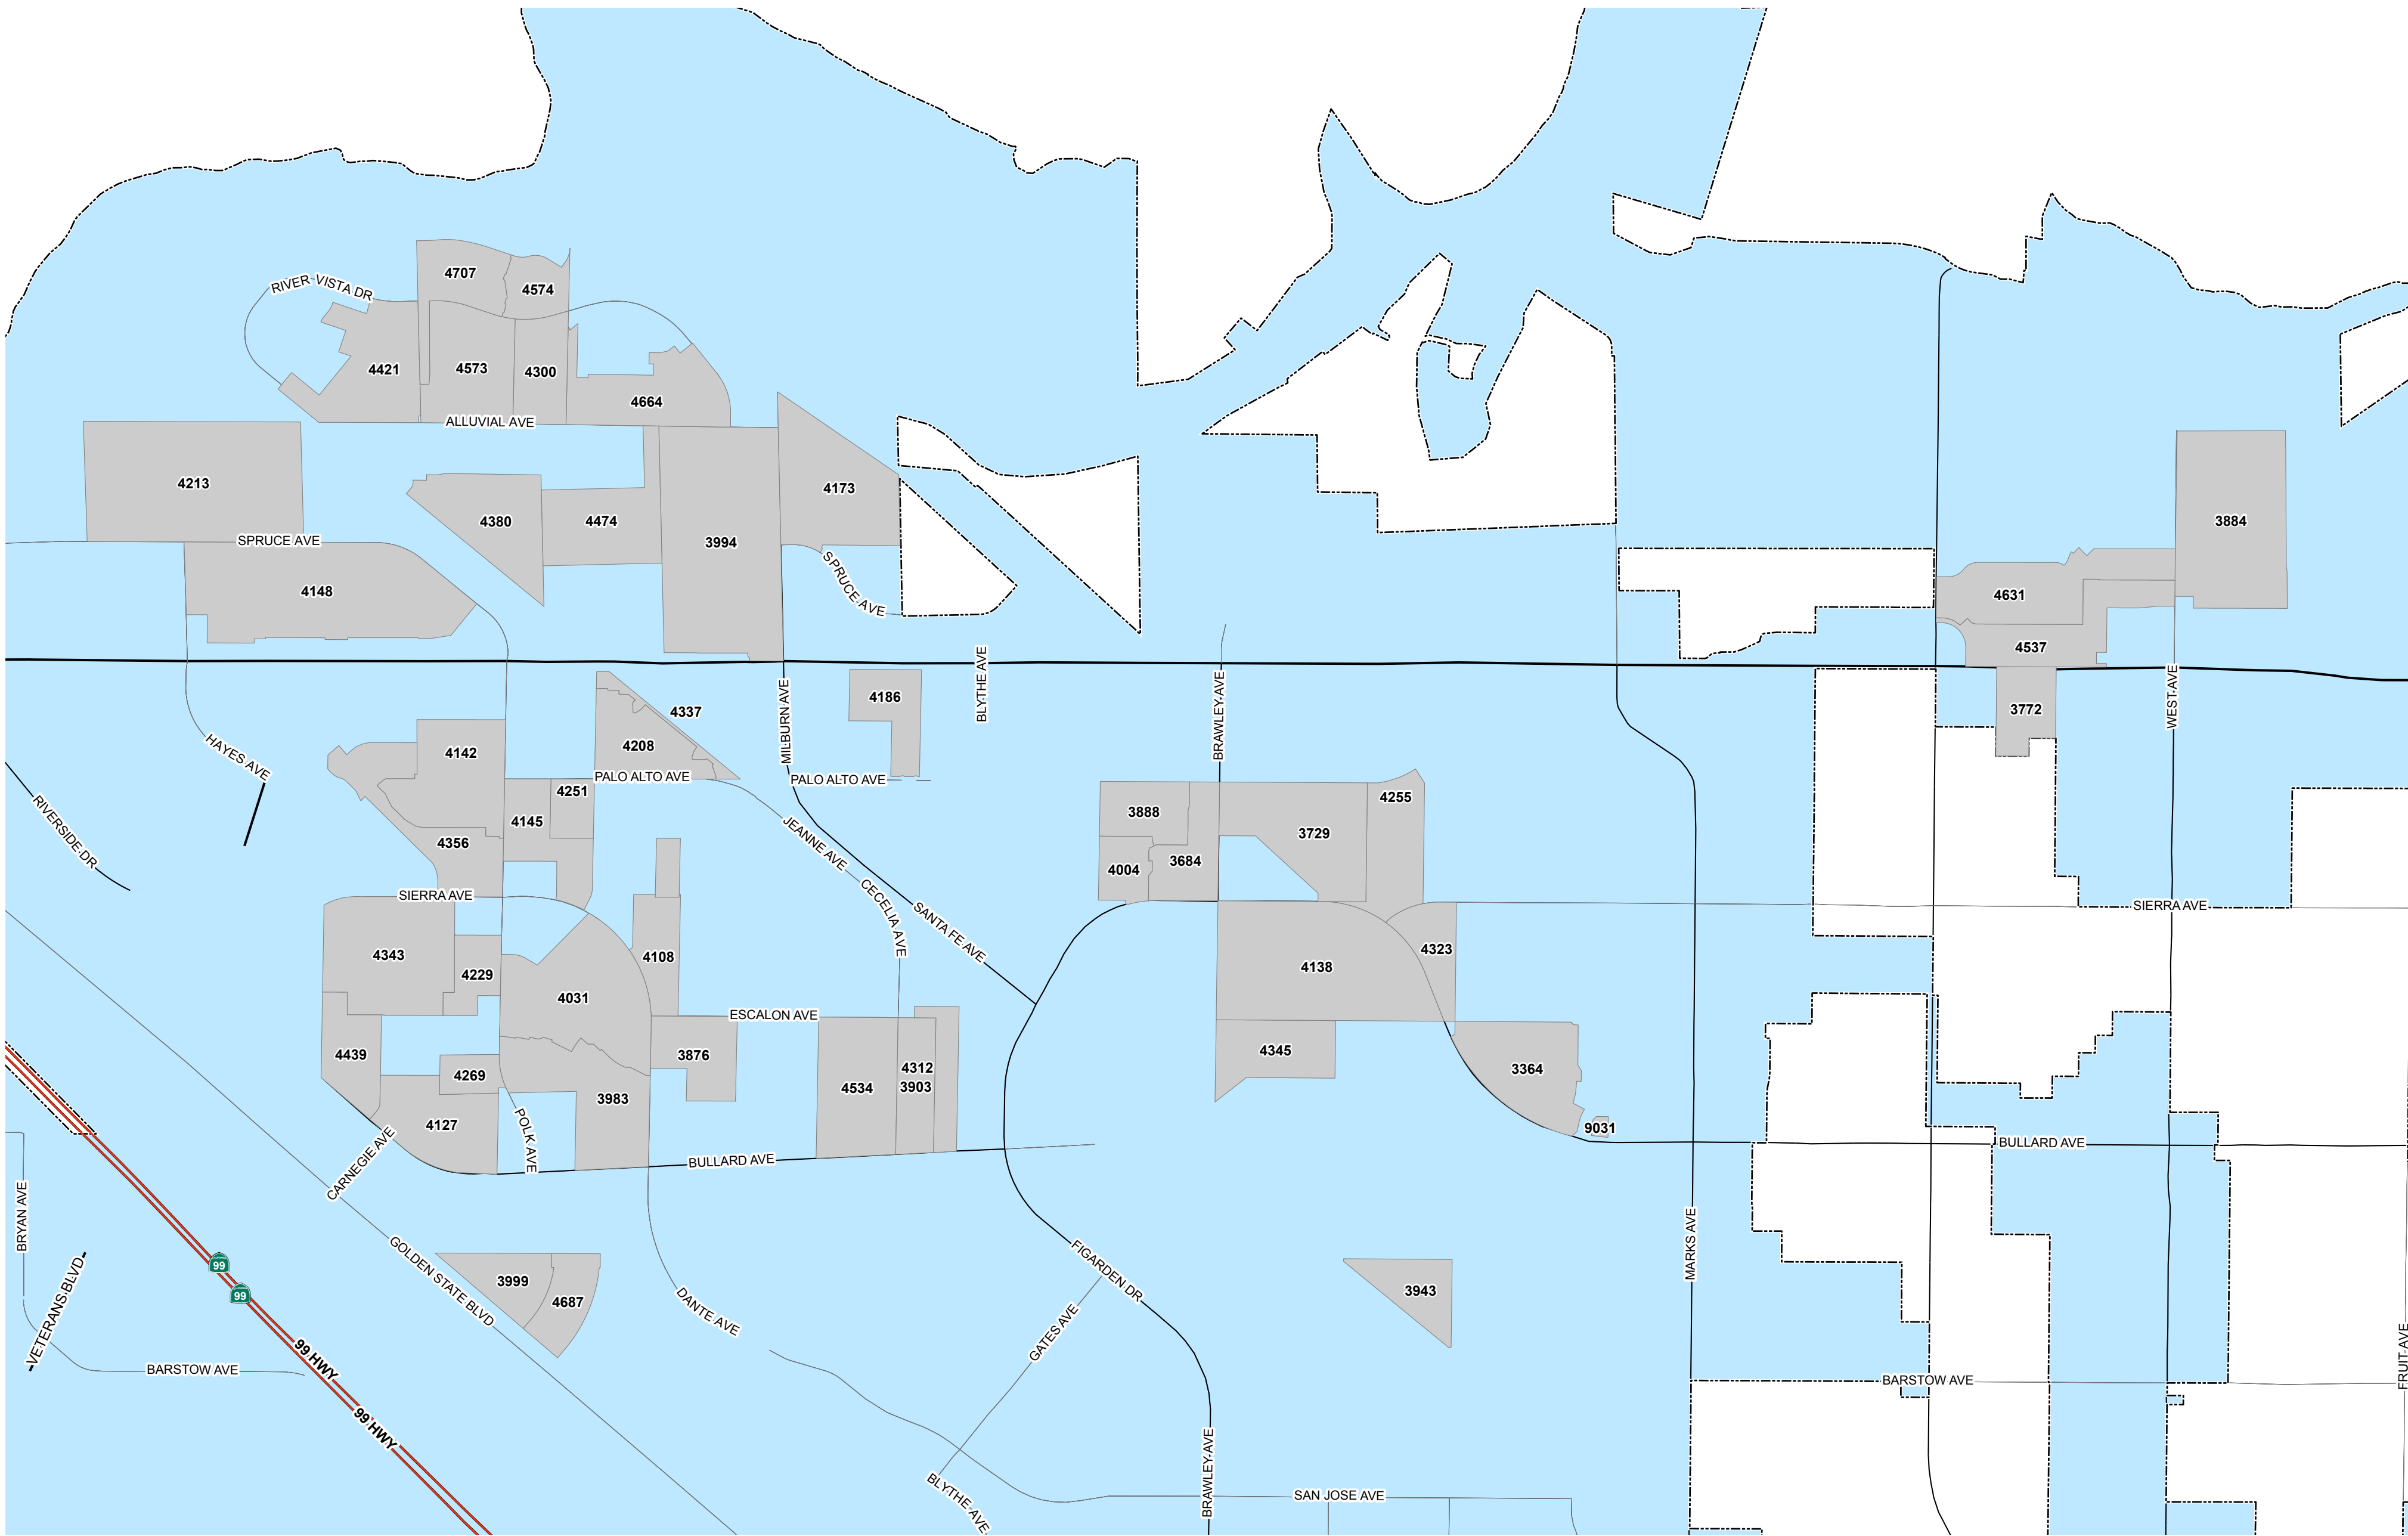 4707
4574
RIVER VISTA DR
4421
4573
4300
4664
ALLUVIAL AVE
4213
4380
4474
3994
4173
3884
SPRUCE AVE
4148
SPRUCE AVE
4631
4537
4337
4186
BLYTHE AVE
MILBURN AVE
BRAWLEY AVE
WEST AVE
3772
HAYES AVE
4142
4208
PALO ALTO AVE
PALO ALTO AVE
4251
4145
4356
RIVERSIDE DR
JEANNE AVE
3888
3729
4255
4004
3684
SIERRA AVE
CECELIA AVE
SANTA FE AVE
SIERRA AVE
4343
4229
4108
4031
4138
4323
ESCALON AVE
4439
4269
3876
4312
3903
4534
4345
3364
3983
4127
POLK AVE
9031
BULLARD AVE
BULLARD AVE
CARNEGIE AVE
BRYAN AVE
VETERANS BLVD
99
99
GOLDEN STATE BLVD
3999
4687
DANTE AVE
FIGARDEN DR
GATES AVE
3943
MARKS AVE
99 HWY
99 HWY
BARSTOW AVE
BARSTOW AVE
FRUIT AVE
BLYTHE AVE
BRAWLEY AVE
SAN JOSE AVE